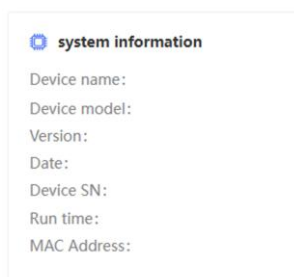 system information
Device name:
Device model:
Version:
Date:
Device SN:
Run time:
MAC Address: